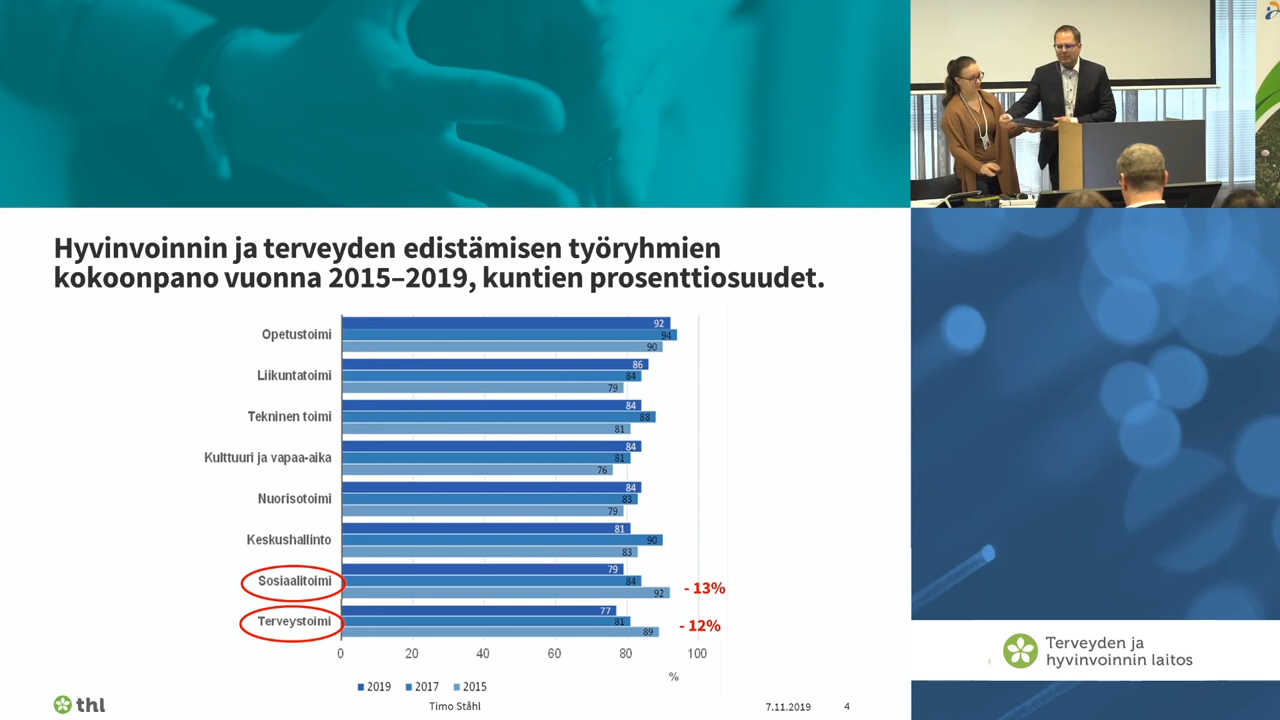 Hyvinvoinnin ja terveyden edistämisen työryhmien
kokoonpano vuonna 2015–2019, kuntien prosenttiosuudet.
Opetustoimi
92
94
90
Liikuntatoimi
86
84
79
Tekninen toimi
84
88
81
Kulttuuri ja vapaa-aika
84
81
76
Nuorisotoimi
84
83
79
Keskushallinto
81
90
83
Sosiaalitoimi
79
84
92
- 13%
Terveystoimi
77
81
89
- 12%
0 20 40 60 80 100
%
2019 2017 2015
thl
Timo Ståhl
7.11.2019
4
Terveyden ja
hyvinvoinnin laitos